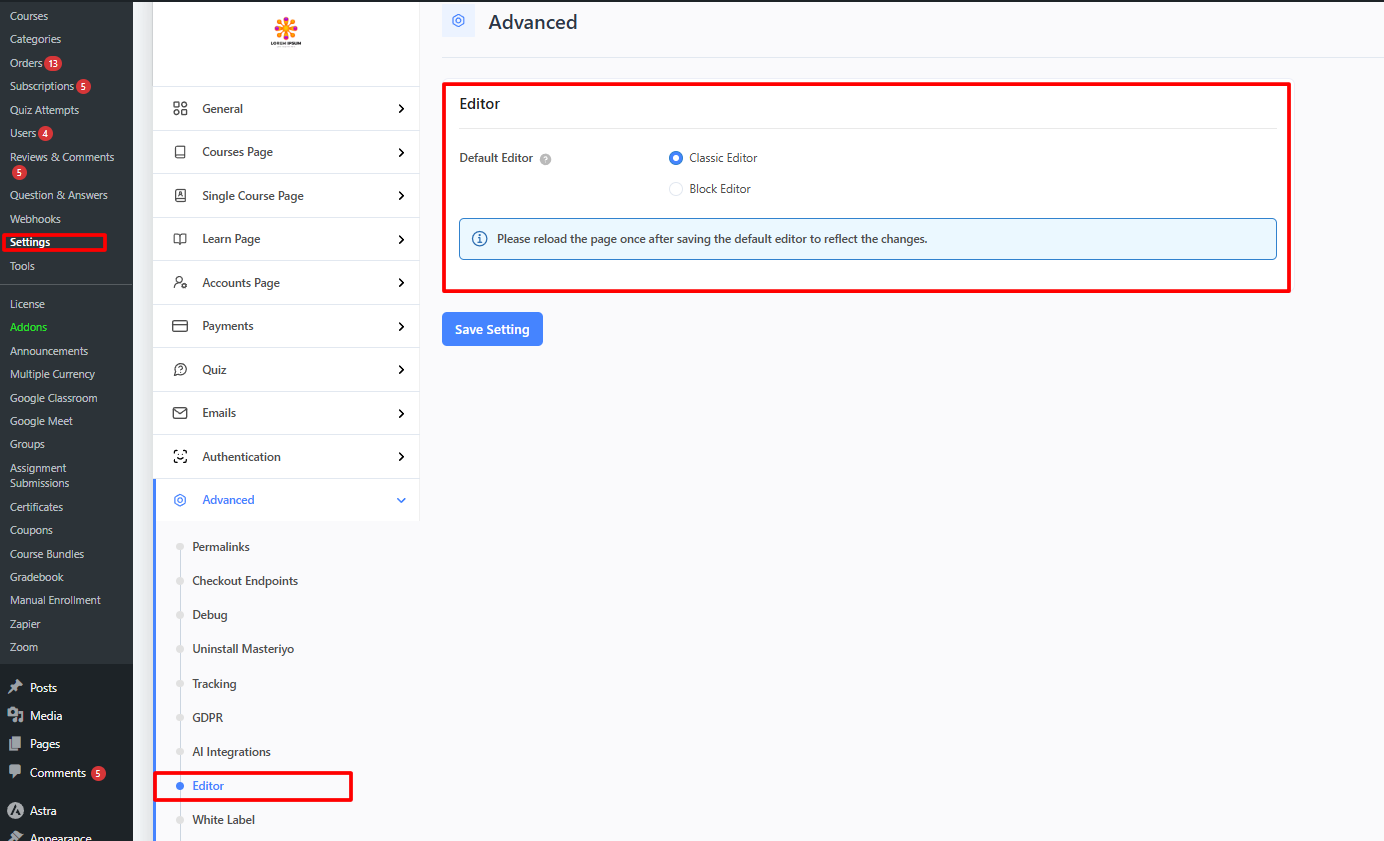 Courses
Categories
Orders 13
Subscriptions 5
Quiz Attempts
Users 4
Reviews & Comments
5
Question & Answers
Webhooks
Settings
Tools
License
Addons
Announcements
Multiple Currency
Google Classroom
Google Meet
Groups
Assignment
Submissions
Certificates
Coupons
Course Bundles
Gradebook
Manual Enrollment
Zapier
Zoom
Posts
Media
Pages
Comments 5
Astra
Appearance
LOREM IPSUM
General
Courses Page
Single Course Page
Learn Page
Accounts Page
Payments
Quiz
Emails
Authentication
Advanced
Permalinks
Checkout Endpoints
Debug
Uninstall Masteriyo
Tracking
GDPR
AI Integrations
Editor
White Label
Advanced
Editor
Default Editor ?
Classic Editor
Block Editor
Please reload the page once after saving the default editor to reflect the changes.
Save Setting